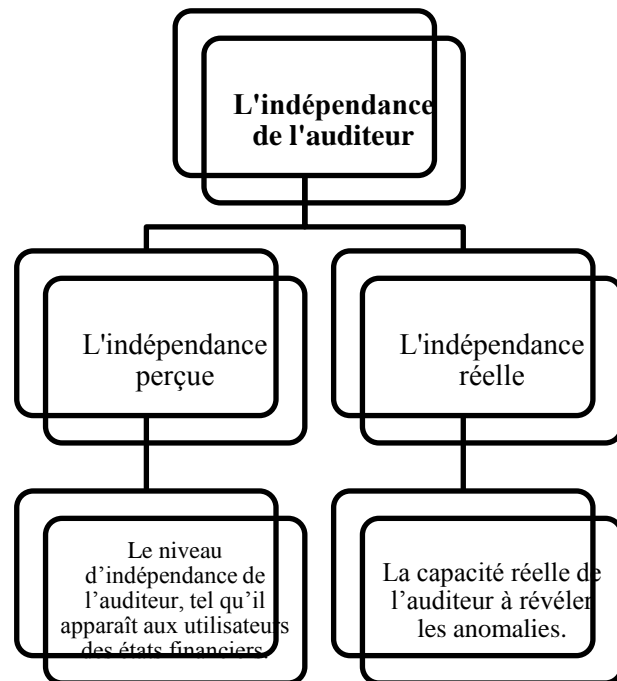 L'indépendance
de l'auditeur
L'indépendance
perçue
L'indépendance
réelle
Le niveau
d’indépendance de
l’auditeur, tel qu’il
apparaît aux utilisateurs
des états financiers.
La capacité réelle de
l’auditeur à révéler
les anomalies.